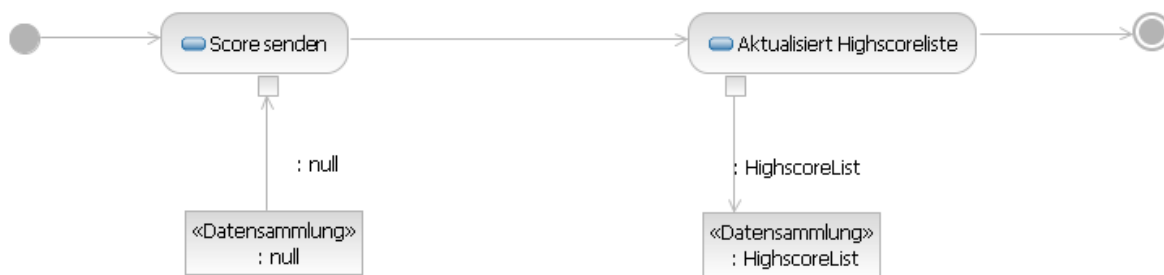 Score senden
Aktualisiert Highscoreliste
: null
: HighscoreList
«Datensammlung»
: null
«Datensammlung»
: HighscoreList